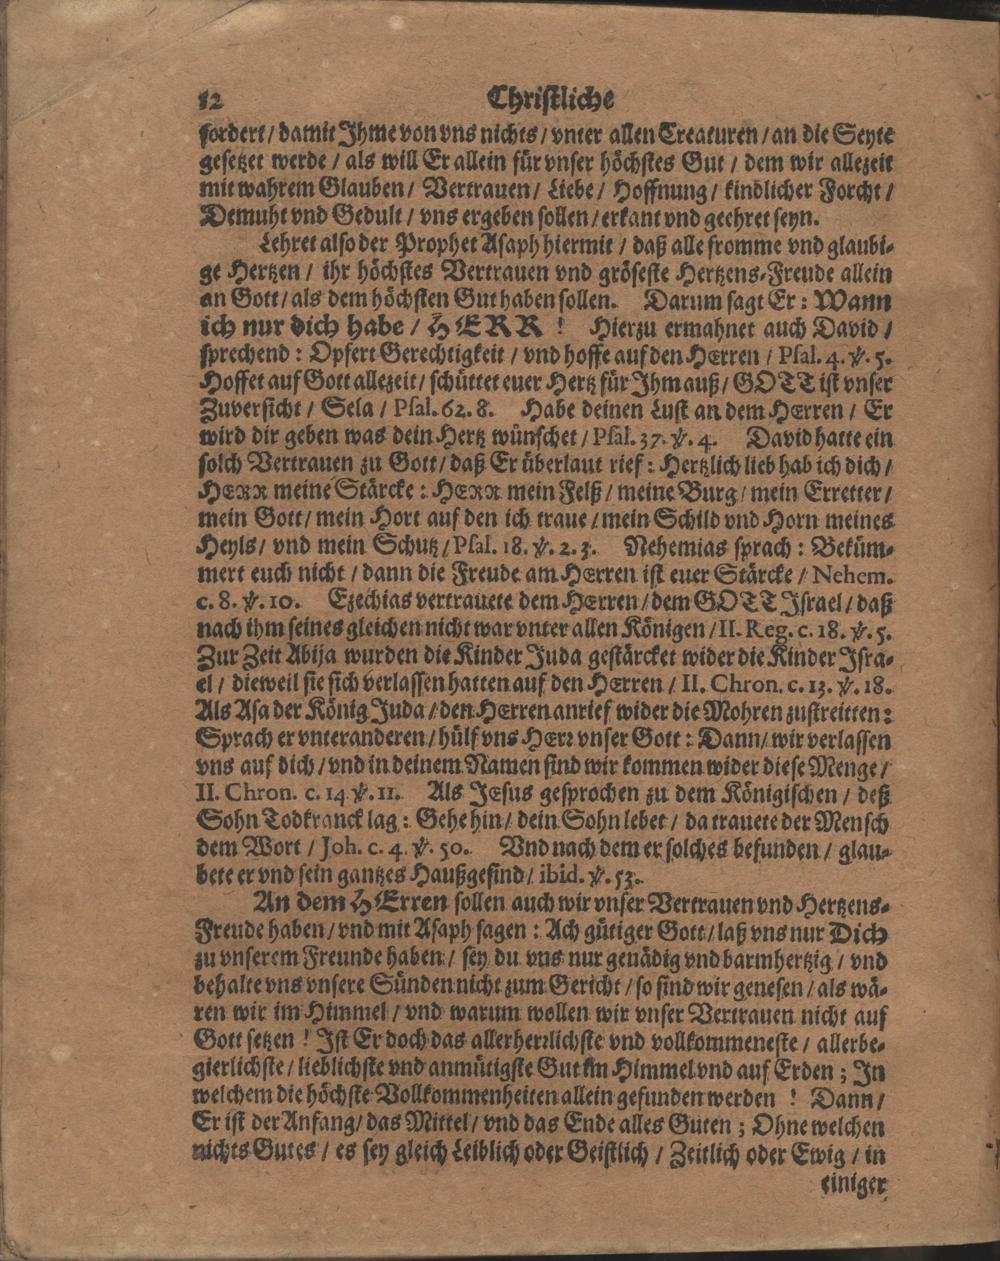 12 Christliche
fordert / damit Ihme von vns nichts / vnter allen Creaturen / an die Seyte
gesetzet werde / als will Er allein für vnser höchstes Gut / dem wir allezeit
mit wahrem Glauben / Vertrauen / Liebe / Hoffnung / kindlicher Forcht /
Demuht vnd Gedult / vns ergeben sollen / erkant vnd geehret seyn.
Lehret also der Prophet Asaph hiermit / daß alle fromme vnd glaubi-
ge Hertzen / ihr höchstes Vertrauen vnd gröseste Hertzens-Freude allein
an Gott / als dem höchsten Gut haben sollen. Darum sagt Er: Wann
ich nur dich habe / HERR! Hierzu ermahnet auch David /
sprechend: Opfert Gerechtigkeit / vnd hoffe auf den HErren / Psal. 4. ℣. 5.
Hoffet auf Gott allezeit / schüttet euer Hertz für Ihm auß / GOTT ist vnser
Zuversicht / Sela / Psal. 62. 8. Habe deinen Lust an dem HErren / Er
wird dir geben was dein Hertz wünschet / Psal. 37. ℣. 4. David hatte ein
solch Vertrauen zu Gott / daß Er überlaut rief: Hertzlich lieb hab ich dich /
HERR meine Stärcke: HERR mein Felß / meine Burg / mein Erretter /
mein Gott / mein Hort auf den ich traue / mein Schild vnd Horn meines
Heyls / vnd mein Schutz / Psal. 18. ℣. 2. 3. Nehemias sprach: Beküm-
mert euch nicht / dann die Freude am HErren ist euer Stärcke / Nehem.
c. 8. ℣. 10. Ezechias vertrauete dem HErren / dem GOTT Israel / daß
nach ihm seines gleichen nicht war vnter allen Königen / II. Reg. c. 18. ℣. 5.
Zur Zeit Abija wurden die Kinder Juda gestärcket wider die Kinder Isra-
el / dieweil sie sich verlassen hatten auf den HErren / II. Chron. c. 13. ℣. 18.
Als Asa der König Juda / den HErren anrief wider die Mohren zustreitten:
Sprach er vnter anderen / hülf vns HErr vnser Gott: Dann / wir verlassen
vns auf dich / vnd in deinem Namen sind wir kommen wider diese Menge /
II. Chron. c. 14 ℣. 11. Als JEsus gesprochen zu dem Königischen / deß
Sohn Todkranck lag: Gehe hin / dein Sohn lebet / da trauete der Mensch
dem Wort / Joh. c. 4. ℣. 50. Vnd nach dem er solches befunden / glau-
bete er vnd sein gantzes Haußgesind / ibid. ℣. 53.
An dem HErren sollen auch wir vnser Vertrauen vnd Hertzens-
Freude haben / vnd mit Asaph sagen: Ach gütiger Gott / laß vns nur Dich
zu vnserem Freunde haben / sey du vns nur genädig vnd barmhertzig / vnd
behalte vns vnsere Sünden nicht zum Gericht / so sind wir genesen / als wä-
ren wir im Himmel / vnd warum wollen wir vnser Vertrauen nicht auf
Gott setzen! Ist Er doch das allerherrlichste vnd vollkommeneste / allerbe-
gierlichste / lieblichste vnd anmütigste Gut im Himmel vnd auf Erden; In
welchem die höchste Vollkommenheiten allein gefunden werden! Dann /
Er ist der Anfang / das Mittel / vnd das Ende alles Guten; Ohne welchen
nichts Gutes / es sey gleich Leiblich oder Geistlich / Zeitlich oder Ewig / in
einiger